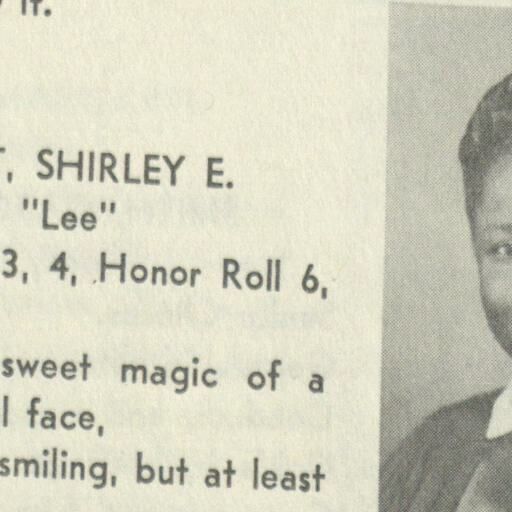 it.
, SHIRLEY E.
"Lee"
3, 4, Honor Roll 6,
sweet magic of a
face,
smiling, but at least